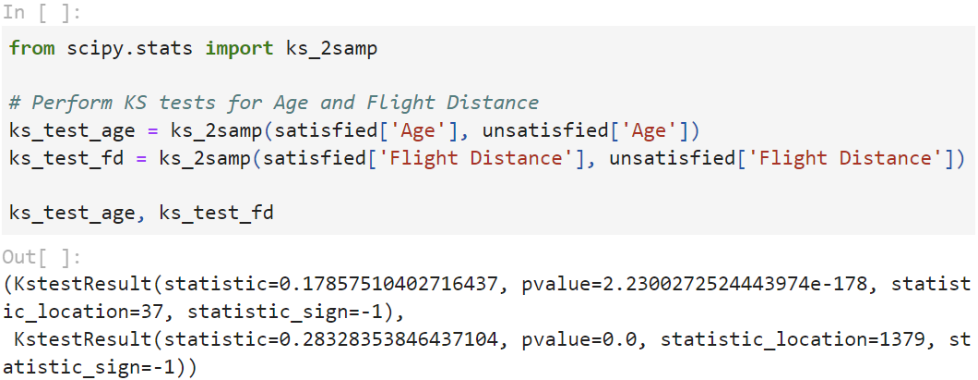 In [ ]:
from scipy.stats import ks_2samp
# Perform KS tests for Age and Flight Distance
ks_test_age = ks_2samp(satisfied['Age'], unsatisfied['Age'])
ks_test_fd = ks_2samp(satisfied['Flight Distance'], unsatisfied['Flight Distance'])
ks_test_age, ks_test_fd
Out[ ]:
(KstestResult(statistic=0.17857510402716437, pvalue=2.2300272524443974e-178, statist
ic_location=37, statistic_sign=-1),
 KstestResult(statistic=0.28328353846437104, pvalue=0.0, statistic_location=1379, st
atistic_sign=-1))